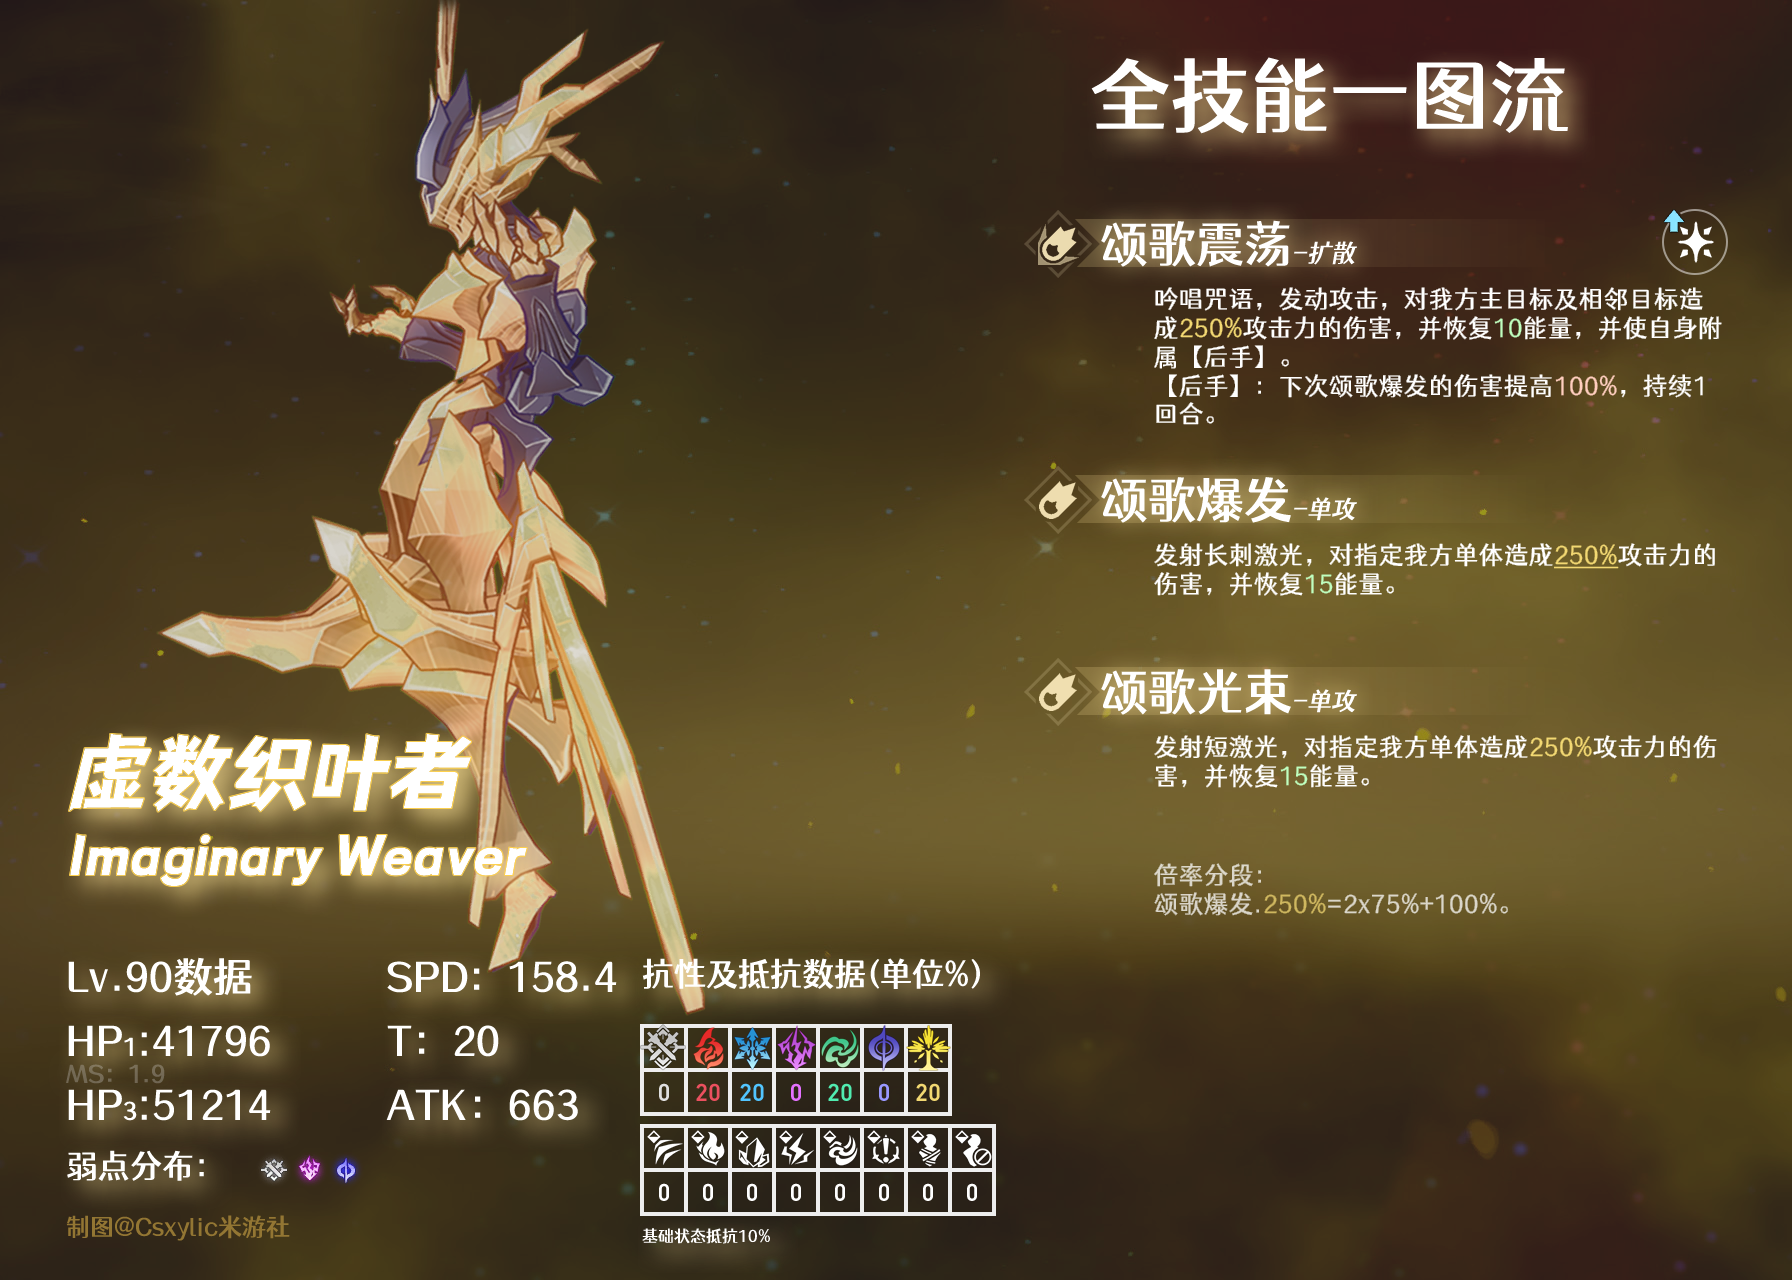 全技能一图流
颂歌震荡-扩散
吟唱咒语，发动攻击，对我方主目标及相邻目标造
成250%攻击力的伤害，并恢复10能量，并使自身附
属【后手】。
【后手】：下次颂歌爆发的伤害提高100%，持续1
回合。
颂歌爆发-单攻
发射长刺激光，对指定我方单体造成250%攻击力的
伤害，并恢复15能量。
颂歌光束-单攻
发射短激光，对指定我方单体造成250%攻击力的伤
害，并恢复15能量。
倍率分段：
颂歌爆发.250%=2x75%+100%。
虚数织叶者
Imaginary Weaver
Lv.90数据 SPD：158.4
HP1:41796 T：20
MS：1.9
HP3:51214 ATK：663
弱点分布：
制图@Csxylic米游社
抗性及抵抗数据(单位%)
0 20 20 0 20 0 20
0 0 0 0 0 0 0 0
基础状态抵抗10%